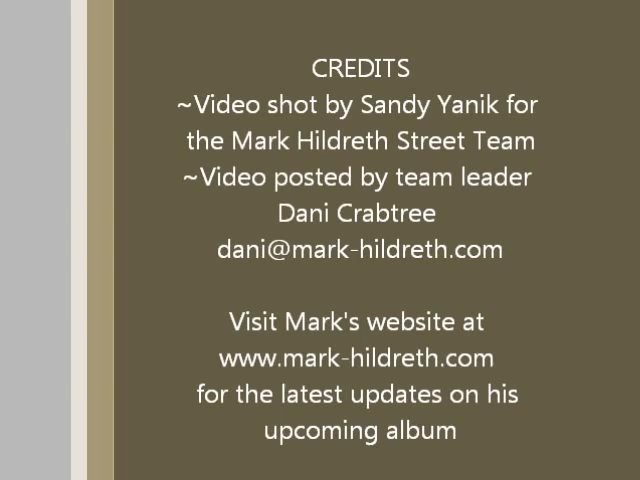 CREDITS
~Video shot by Sandy Yanik for
the Mark Hildreth Street Team
~Video posted by team leader
Dani Crabtree
dani@mark-hildreth.com
Visit Mark's website at
www.mark-hildreth.com
for the latest updates on his
upcoming album